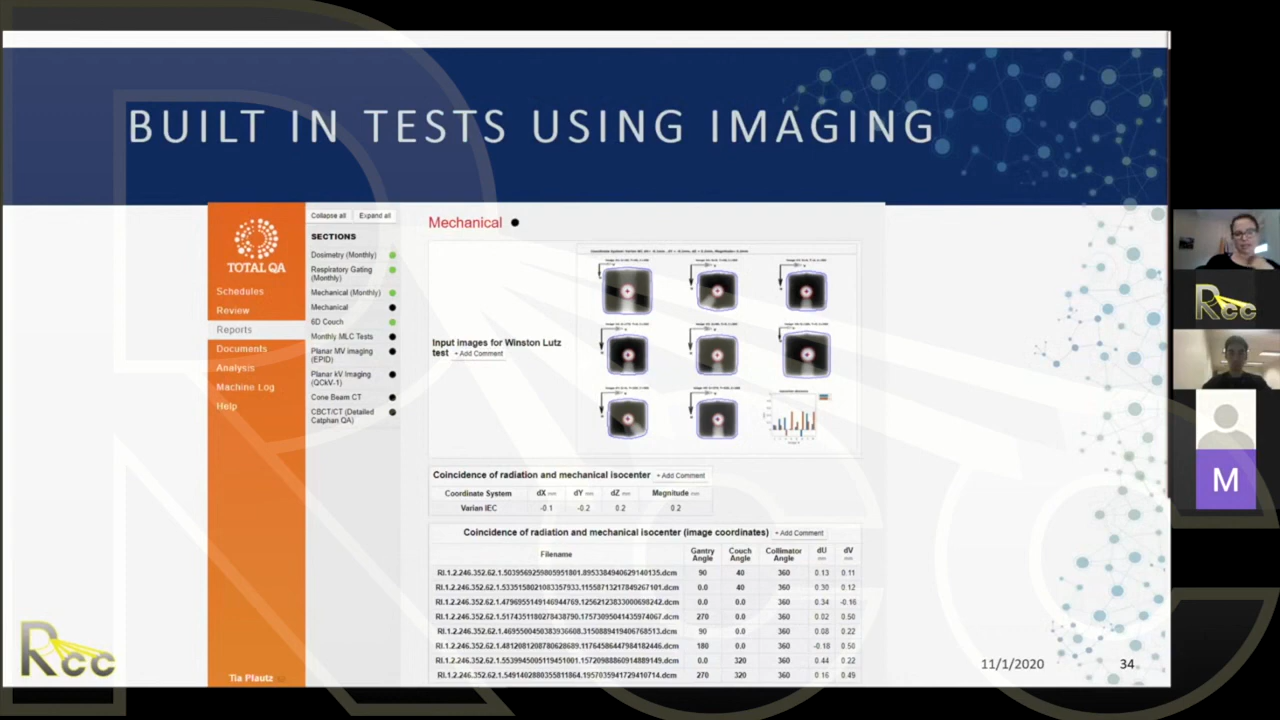 BUILT IN TESTS USING IMAGING
TOTAL QA
Schedules
Review
Reports
Documents
Analysis
Machine Log
Help
Tia Plautz
Collapse all Expand all
SECTIONS
Dosimetry (Monthly)
Respiratory Gating
(Monthly)
Mechanical (Monthly)
Mechanical
6D Couch
Monthly MLC Tests
Planar MV imaging
(EPID)
Planar kV Imaging
(QCkV-1)
Cone Beam CT
CBCT/CT (Detailed
Catphan QA)
Mechanical
Input images for Winston Lutz
test + Add Comment
Coincidence of radiation and mechanical isocenter + Add Comment
Coordinate System dX mm dY mm dZ mm Magnitude mm
Varian IEC -0.1 -0.2 0.2 0.2
Coincidence of radiation and mechanical isocenter (image coordinates) + Add Comment
Filename Gantry Angle Couch Angle Collimator Angle dU mm dV mm
90 40 360 0.13 0.11
0.0 40 360 0.30 0.12
0.0 0.0 360 0.34 -0.16
270 0.0 360 0.02 0.50
90 0.0 360 0.08 0.22
180 0.0 360 -0.18 0.50
0.0 320 360 0.44 0.22
270 320 360 0.16 0.49
11/1/2020 34
Rcc
Rcc
M